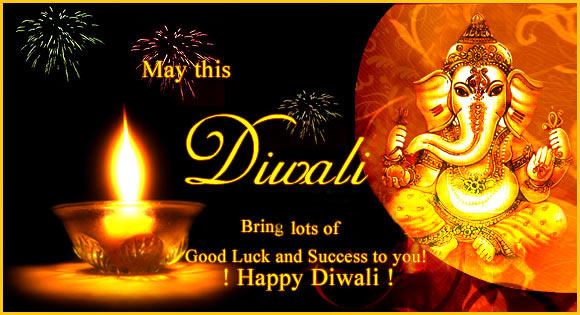 May this
Diwali
Bring lots of
Good Luck and Success to you!
! Happy Diwali !